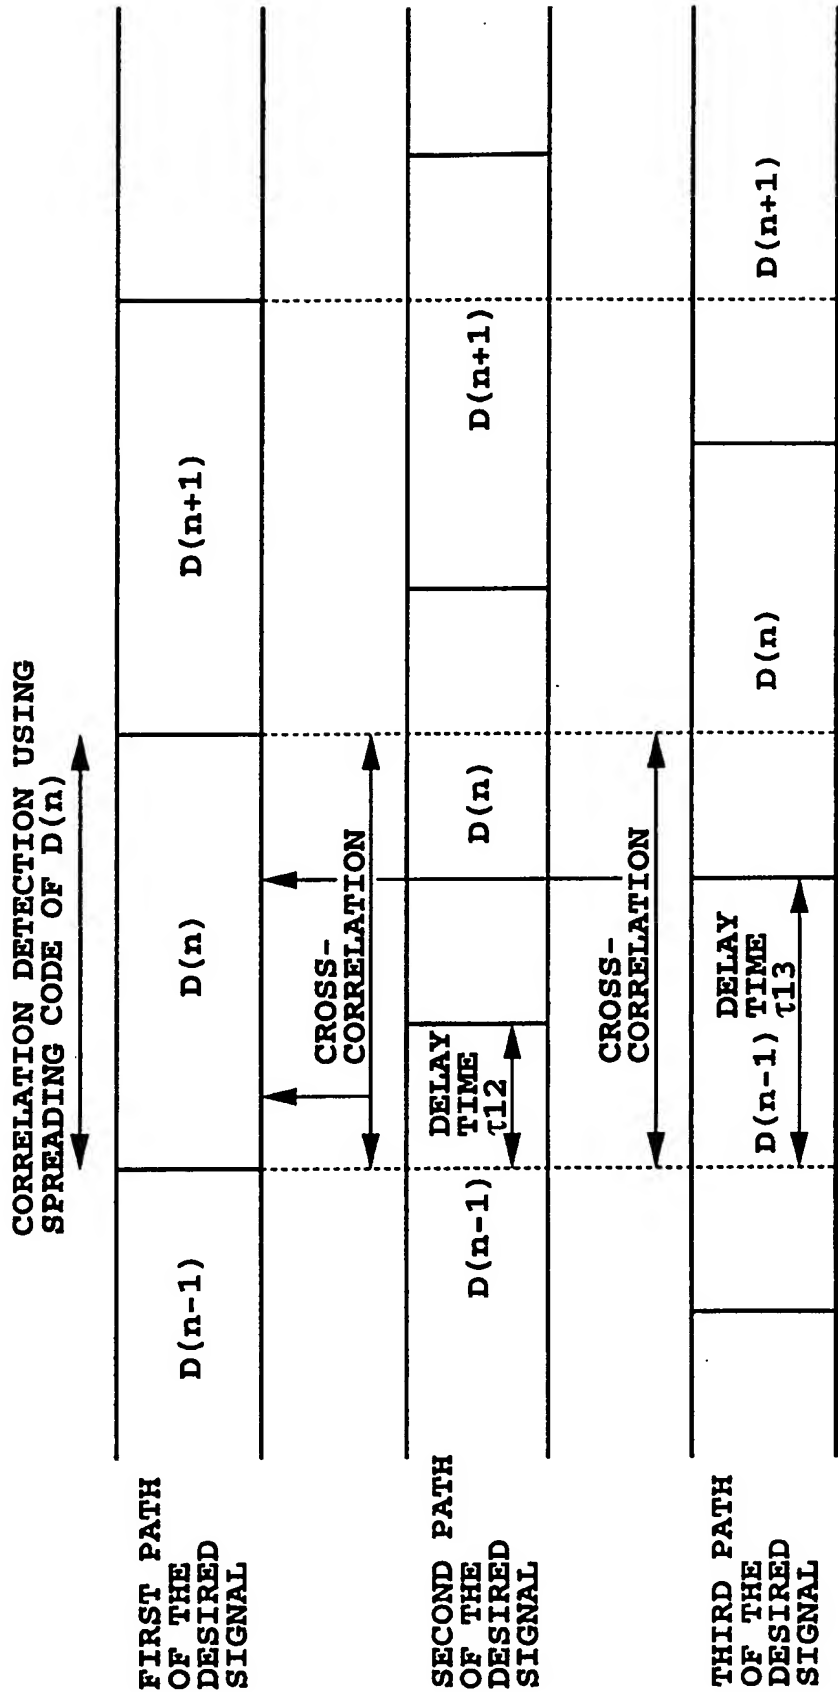 CORRELATION DETECTION USING
SPREADING CODE OF D(n)
FIRST PATH
OF THE
DESIRED
SIGNAL
D(n-1)
D(n)
D(n+1)
CROSS-
CORRELATION
SECOND PATH
OF THE
DESIRED
SIGNAL
D(n-1)
DELAY
TIME
τ12
D(n)
D(n+1)
CROSS-
CORRELATION
THIRD PATH
OF THE
DESIRED
SIGNAL
D(n-1)
DELAY
TIME
τ13
D(n)
D(n+1)